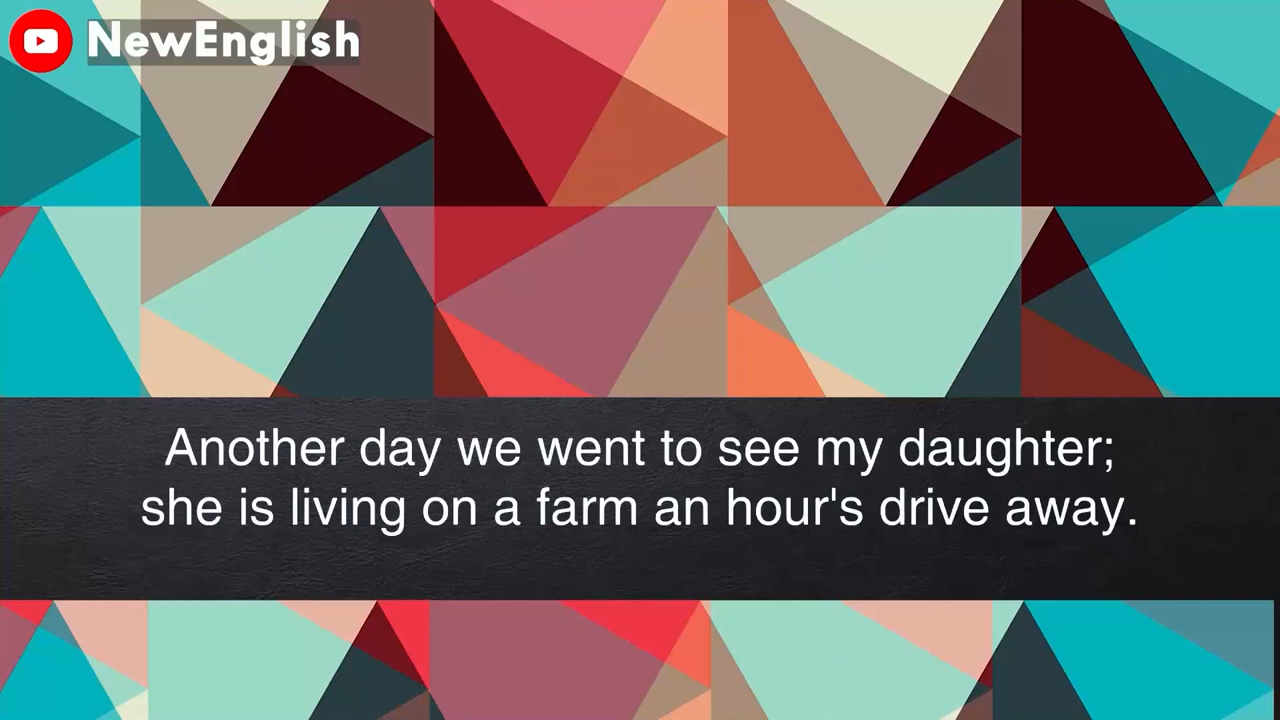 NewEnglish
Another day we went to see my daughter;
she is living on a farm an hour's drive away.